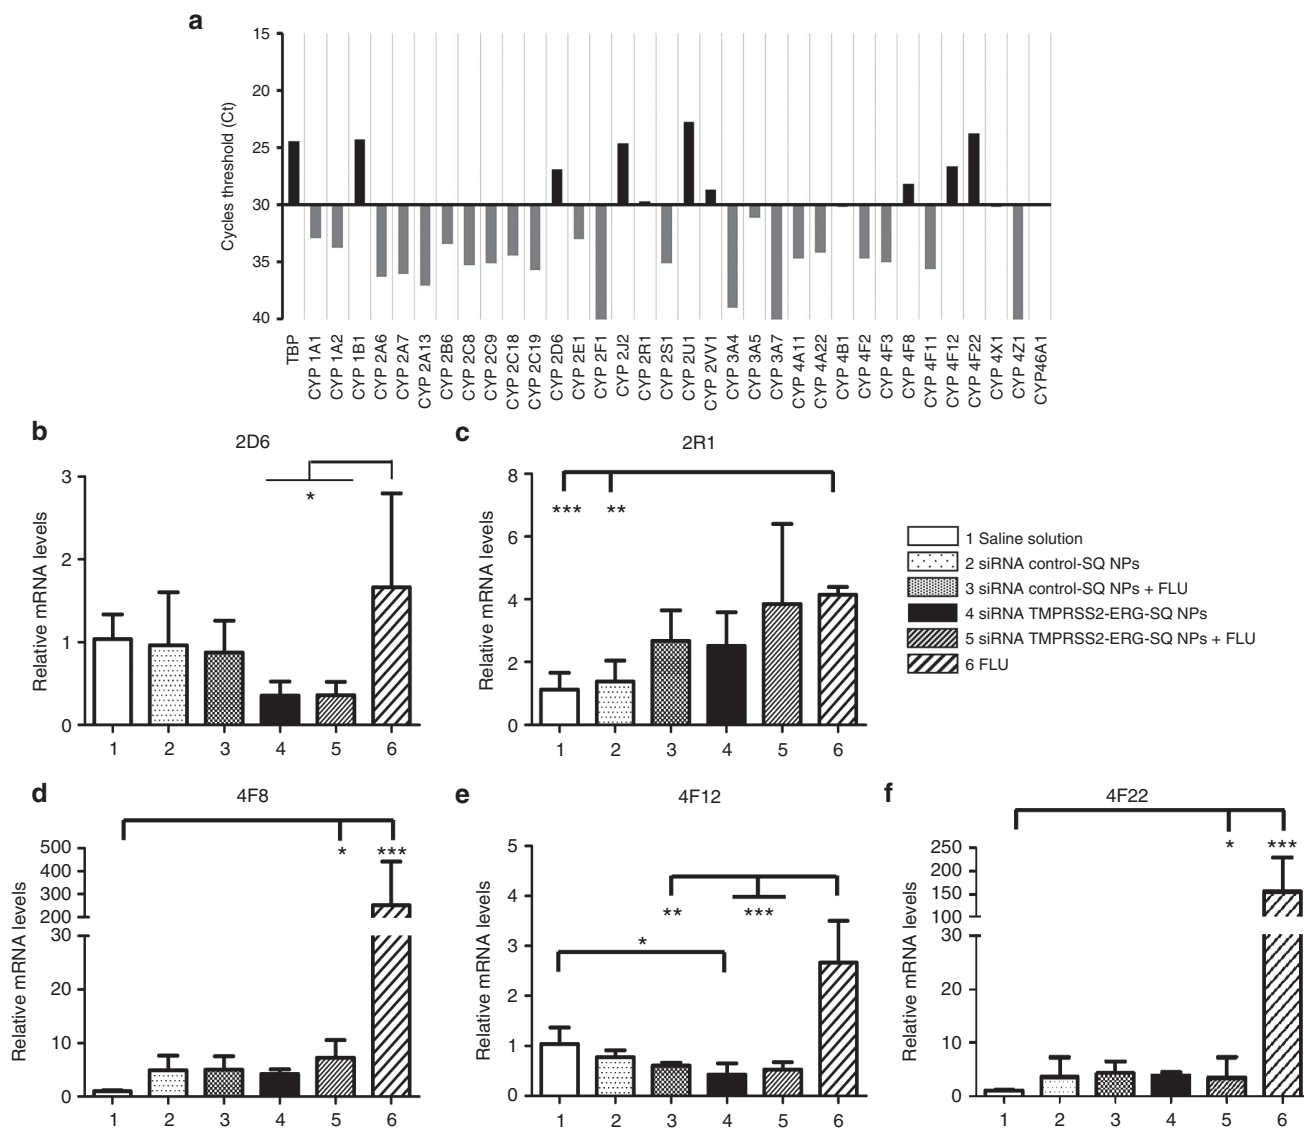 a
Cycles threshold (Ct)
15
20
25
30
35
40
TBP
CYP 1A1
CYP 1A2
CYP 1B1
CYP 2A6
CYP 2A7
CYP 2A13
CYP 2B6
CYP 2C8
CYP 2C9
CYP 2C18
CYP 2C19
CYP 2D6
CYP 2E1
CYP 2F1
CYP 2J2
CYP 2R1
CYP 2S1
CYP 2U1
CYP 2VV1
CYP 3A4
CYP 3A5
CYP 3A7
CYP 4A11
CYP 4A22
CYP 4B1
CYP 4F2
CYP 4F3
CYP 4F8
CYP 4F11
CYP 4F12
CYP 4F22
CYP 4X1
CYP 4Z1
CYP46A1
b
2D6
Relative mRNA levels
3
2
1
0
*
1 2 3 4 5 6
c
2R1
Relative mRNA levels
8
6
4
2
0
*** **
1 2 3 4 5 6
1 Saline solution
2 siRNA control-SQ NPs
3 siRNA control-SQ NPs + FLU
4 siRNA TMPRSS2-ERG-SQ NPs
5 siRNA TMPRSS2-ERG-SQ NPs + FLU
6 FLU
d
4F8
Relative mRNA levels
500
400
300
200
30
20
10
0
* ***
1 2 3 4 5 6
e
4F12
Relative mRNA levels
5
4
3
2
1
0
** ***
*
1 2 3 4 5 6
f
4F22
Relative mRNA levels
250
200
150
100
30
20
10
0
* ***
1 2 3 4 5 6